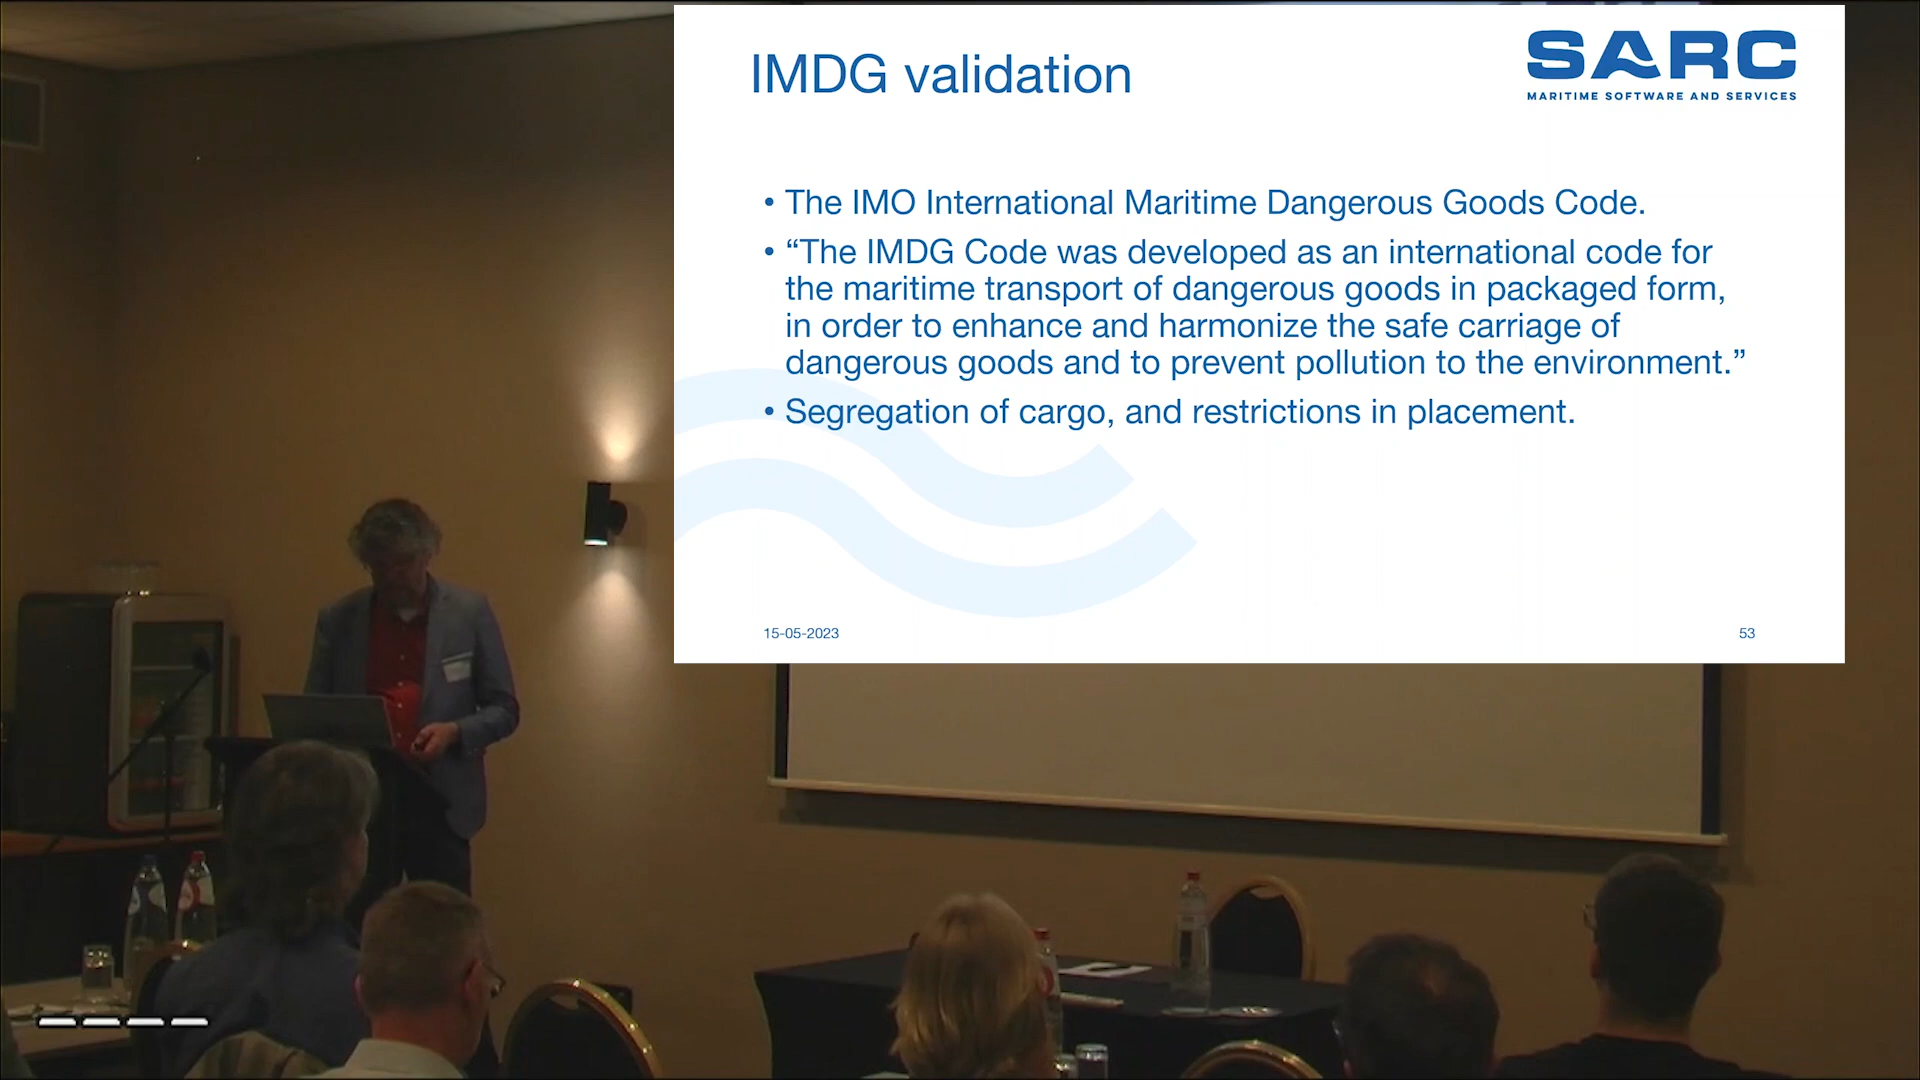 IMDG validation
SARC
MARITIME SOFTWARE AND SERVICES
• The IMO International Maritime Dangerous Goods Code.
• “The IMDG Code was developed as an international code for
the maritime transport of dangerous goods in packaged form,
in order to enhance and harmonize the safe carriage of
dangerous goods and to prevent pollution to the environment.”
• Segregation of cargo, and restrictions in placement.
15-05-2023
53